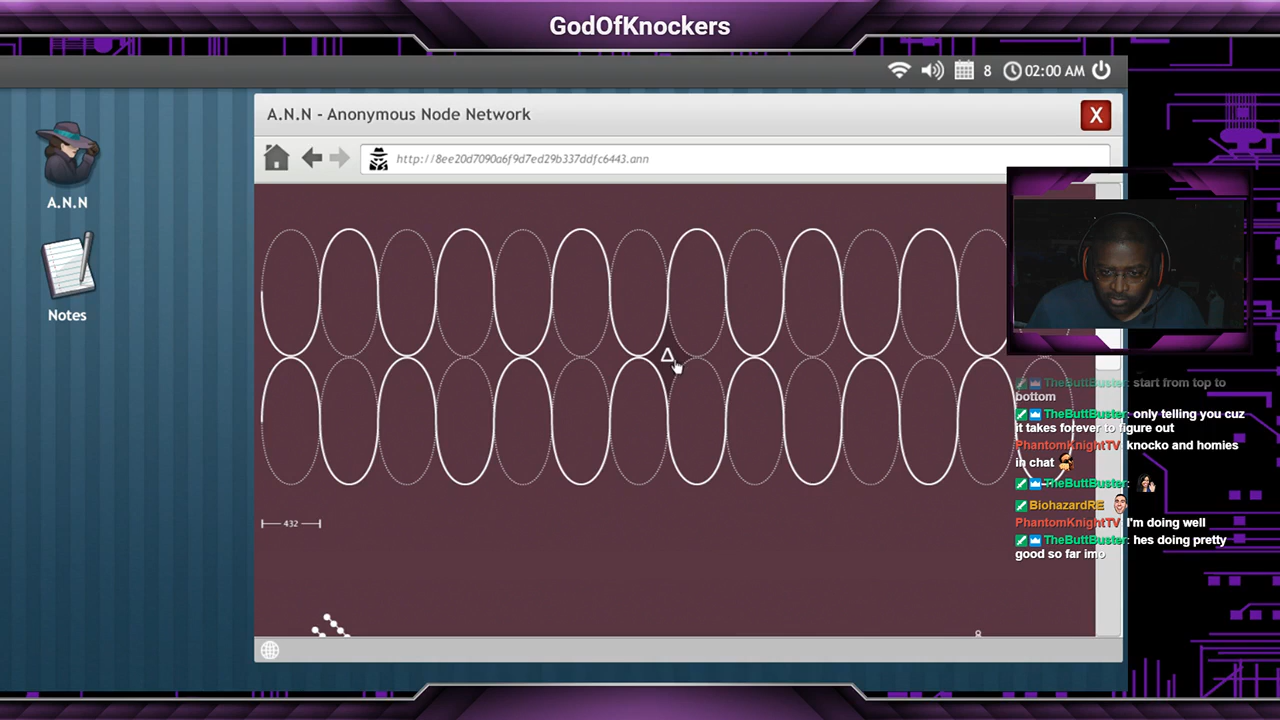 GodOfKnockers
8 02:00 AM
A.N.N - Anonymous Node Network
X
http://8ee20d7090a6f9d7ed29b337ddfc6443.ann
A.N.N
Notes
Δ
432
8
TheButtBuster: start from top to
bottom
TheButtBuster: only telling you cuz
it takes forever to figure out
PhantomKnightTV: knocko and homies
in chat
TheButtBuster:
BiohazardRE
PhantomKnightTV: I'm doing well
TheButtBuster: hes doing pretty
good so far imo